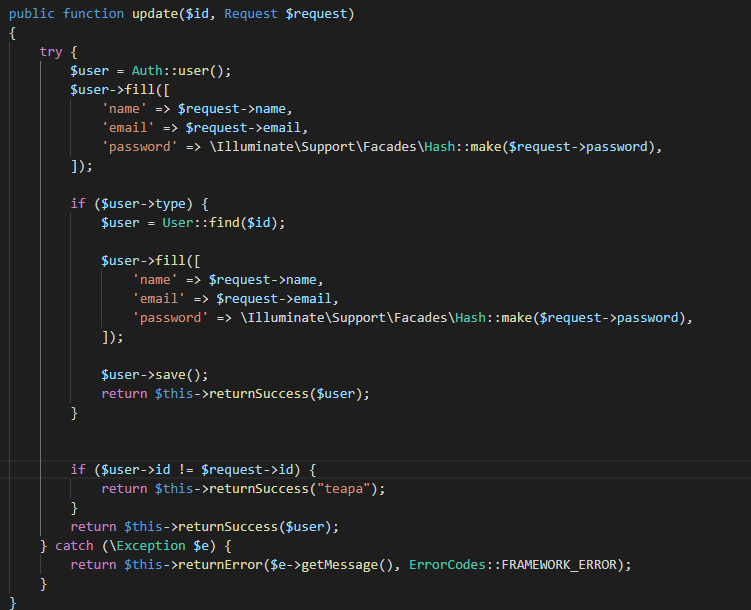 public function update($id, Request $request)
{
    try {
        $user = Auth::user();
        $user->fill([
            'name' => $request->name,
            'email' => $request->email,
            'password' => \Illuminate\Support\Facades\Hash::make($request->password),
        ]);

        if ($user->type) {
            $user = User::find($id);

            $user->fill([
                'name' => $request->name,
                'email' => $request->email,
                'password' => \Illuminate\Support\Facades\Hash::make($request->password),
            ]);

            $user->save();
            return $this->returnSuccess($user);
        }


        if ($user->id != $request->id) {
            return $this->returnSuccess("teapa");
        }
        return $this->returnSuccess($user);
    } catch (\Exception $e) {
        return $this->returnError($e->getMessage(), ErrorCodes::FRAMEWORK_ERROR);
    }
}